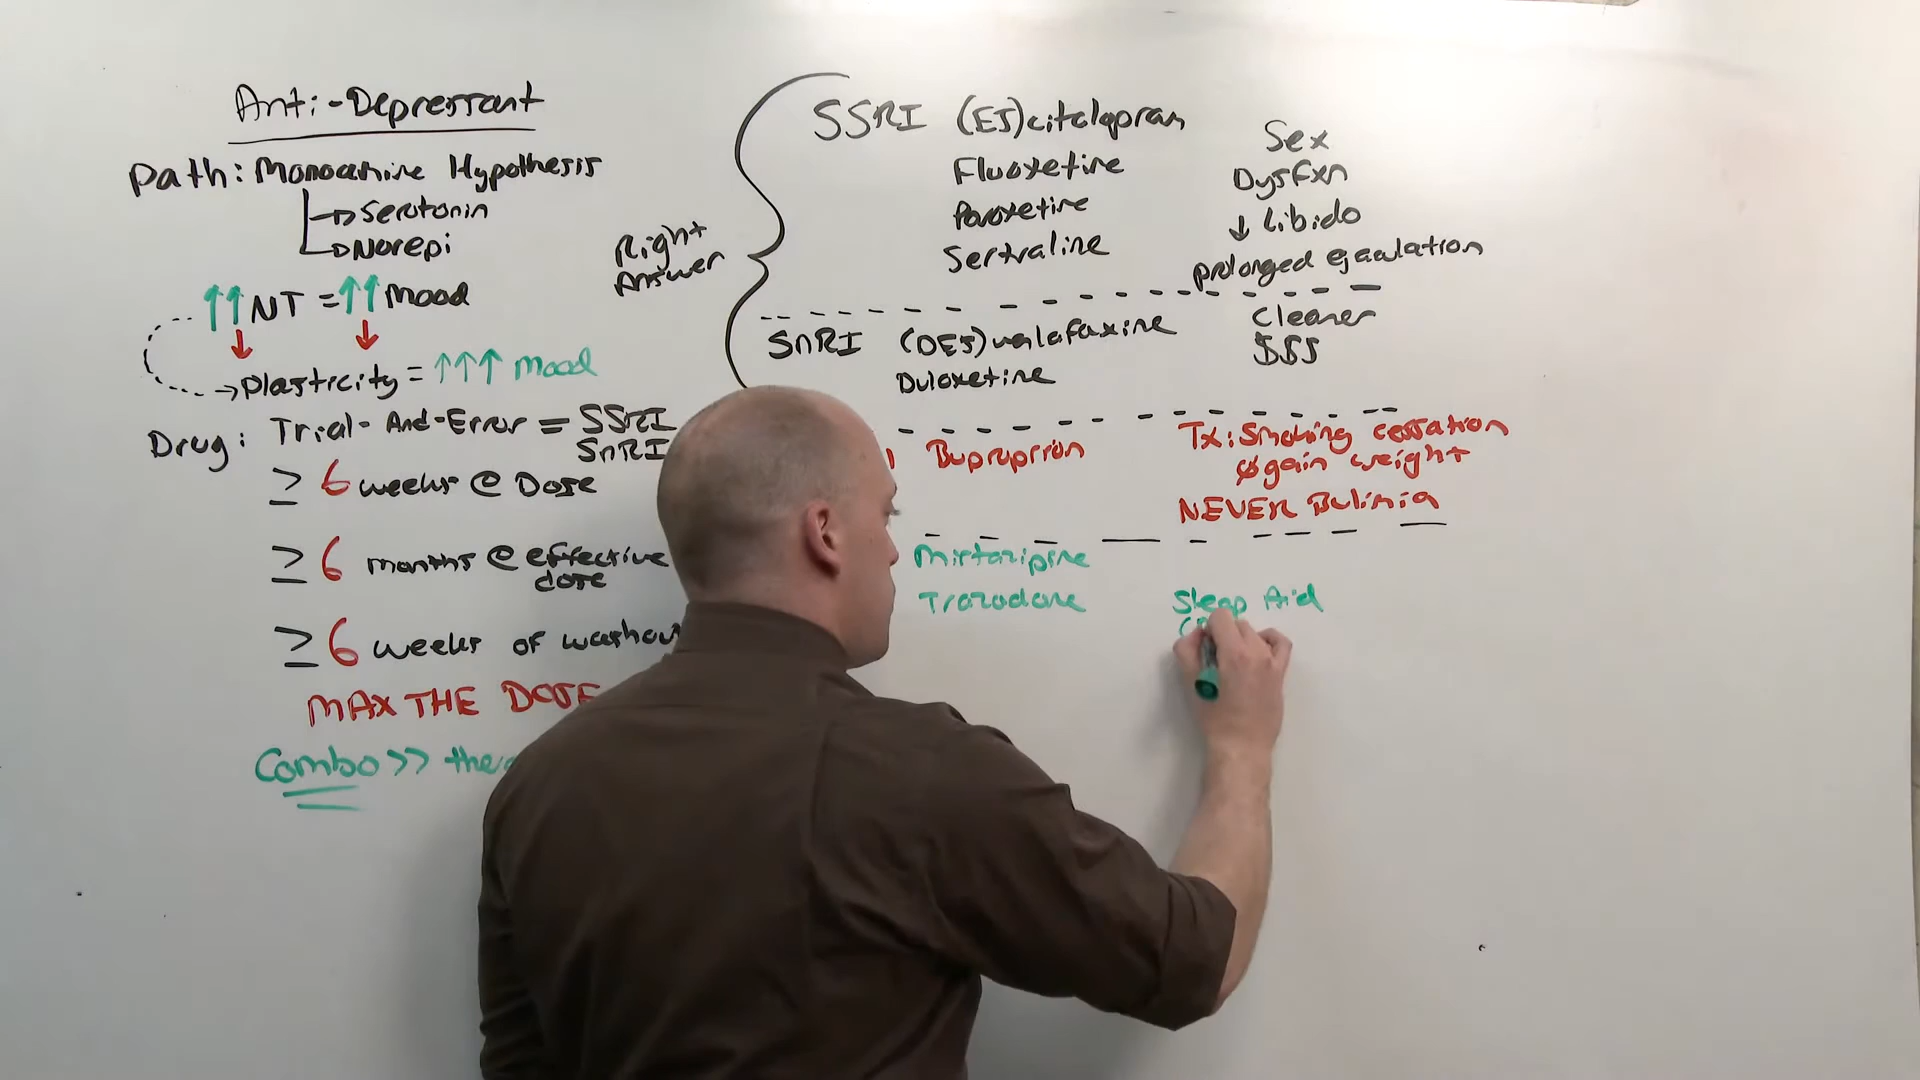 Anti-Depressant
Path: Monoamine Hypothesis
→ Serotonin
→ Norepi
↑↑ NT = ↑↑ Mood
↓ ↓
→ Plasticity = ↑↑↑ Mood
Drug: Trial-And-Error = SSRI
SnRI
≥ 6 weeks @ Dose
≥ 6 months @ effective
dose
≥ 6 weeks of washou
MAX THE DOSE
Combo >> the
Right
Answer
SSRI (ES)citalopram
Fluoxetine
Paroxetine
Sertraline
Sex
Dysfxn
↓ Libido
prolonged ejaculation
SnRI (DES)venlafaxine
Duloxetine
Cleaner
$$$
Buproprion
Tx: Smoking cessation
Ø gain weight
NEVER Bulimia
Mirtazipine
Trazodone
Sleep Aid